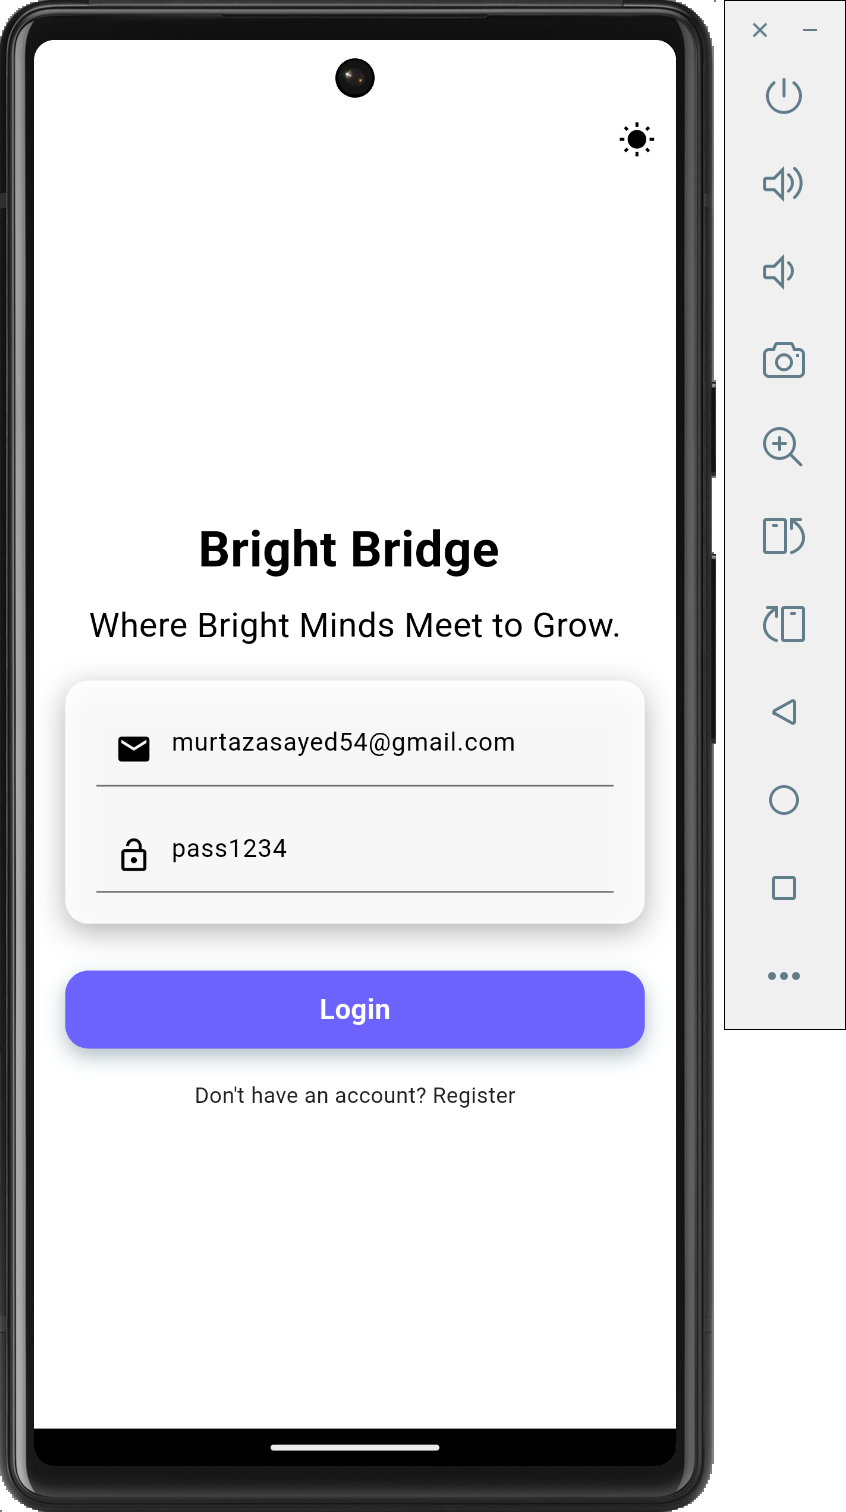 Bright Bridge
Where Bright Minds Meet to Grow.
murtazasayed54@gmail.com
pass1234
Login
Don't have an account? Register